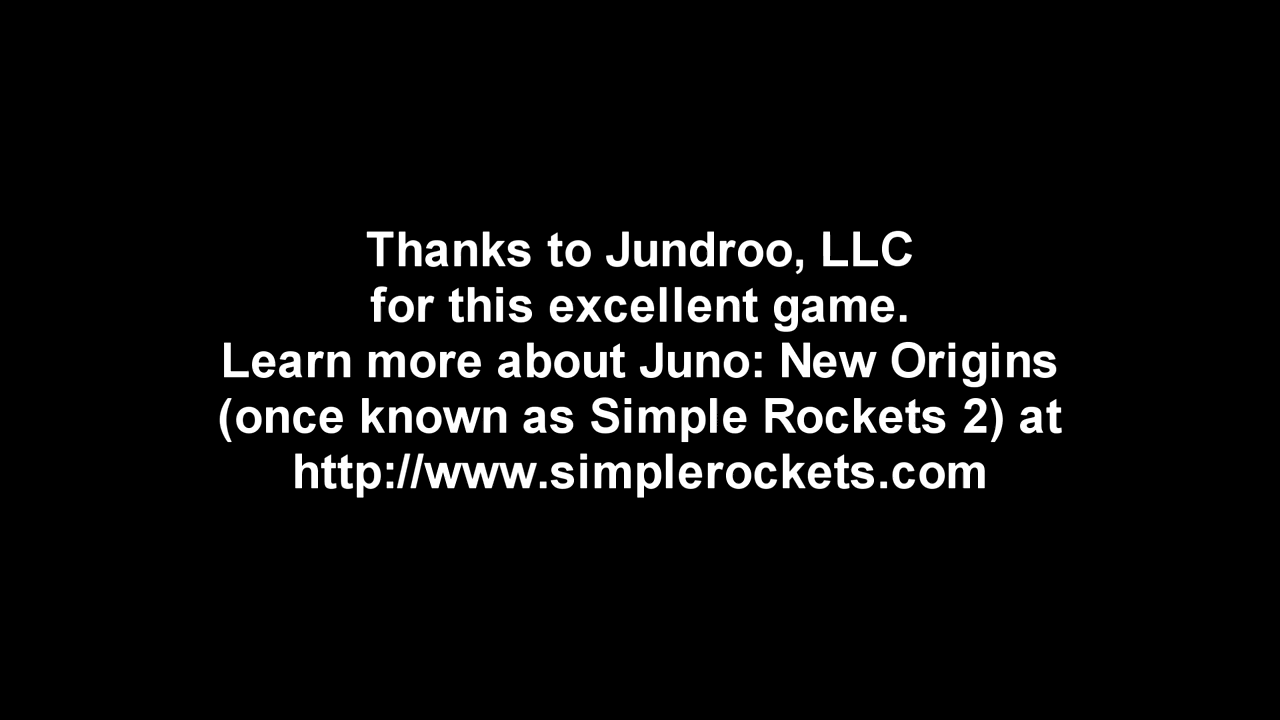 Thanks to Jundroo, LLC
for this excellent game.
Learn more about Juno: New Origins
(once known as Simple Rockets 2) at
http://www.simplerockets.com